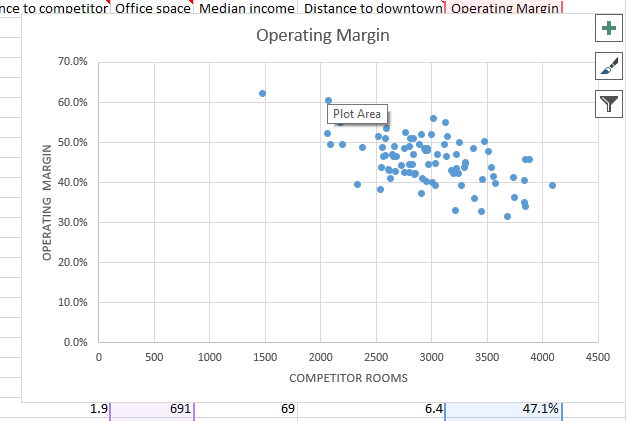 nce to competitor Office space Median income Distance to downtown Operating Margin
Operating Margin
70.0%
60.0%
Plot Area
50.0%
40.0%
30.0%
20.0%
10.0%
0.0%
OPERATING MARGIN
0 500 1000 1500 2000 2500 3000 3500 4000 4500
COMPETITOR ROOMS
1.9 691 69 6.4 47.1%